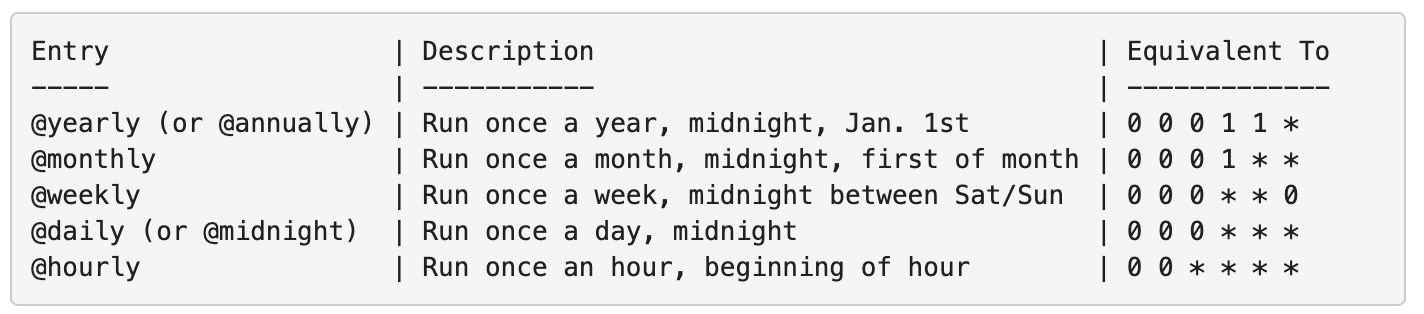 Entry                  | Description                                | Equivalent To
-----                  | -----------                                | -------------
@yearly (or @annually) | Run once a year, midnight, Jan. 1st        | 0 0 0 1 1 *
@monthly               | Run once a month, midnight, first of month | 0 0 0 1 * *
@weekly                | Run once a week, midnight between Sat/Sun  | 0 0 0 * * 0
@daily (or @midnight)  | Run once a day, midnight                   | 0 0 0 * * *
@hourly                | Run once an hour, beginning of hour        | 0 0 * * * *